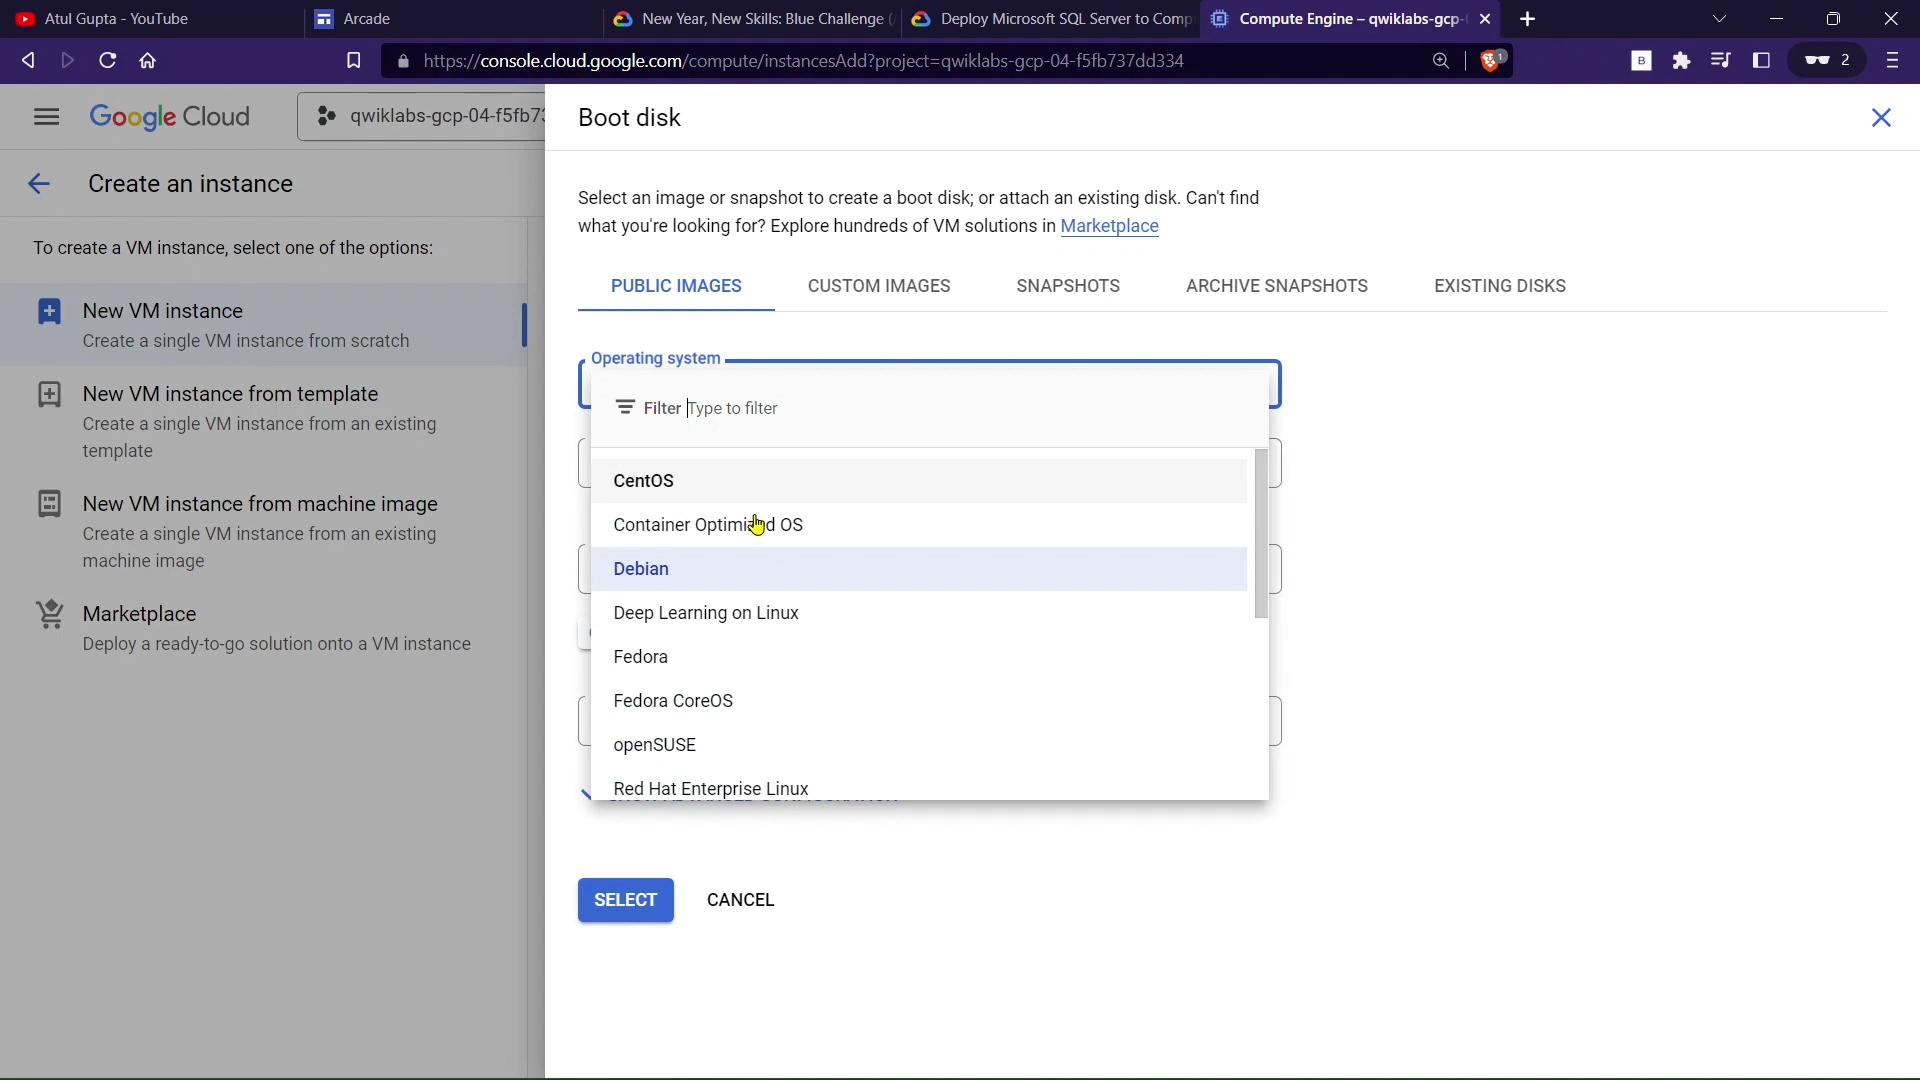 Atul Gupta - YouTube
Arcade
New Year, New Skills: Blue Challenge (
Deploy Microsoft SQL Server to Comp
Compute Engine – qwiklabs-gcp-
https://console.cloud.google.com/compute/instancesAdd?project=qwiklabs-gcp-04-f5fb737dd334
1
B
2
Google Cloud
qwiklabs-gcp-04-f5fb73
Create an instance
To create a VM instance, select one of the options:
New VM instance
Create a single VM instance from scratch
New VM instance from template
Create a single VM instance from an existing
template
New VM instance from machine image
Create a single VM instance from an existing
machine image
Marketplace
Deploy a ready-to-go solution onto a VM instance
Boot disk
Select an image or snapshot to create a boot disk; or attach an existing disk. Can't find
what you're looking for? Explore hundreds of VM solutions in Marketplace
PUBLIC IMAGES
CUSTOM IMAGES
SNAPSHOTS
ARCHIVE SNAPSHOTS
EXISTING DISKS
Operating system
Filter Type to filter
CentOS
Container Optimized OS
Debian
Deep Learning on Linux
Fedora
Fedora CoreOS
openSUSE
Red Hat Enterprise Linux
SELECT
CANCEL